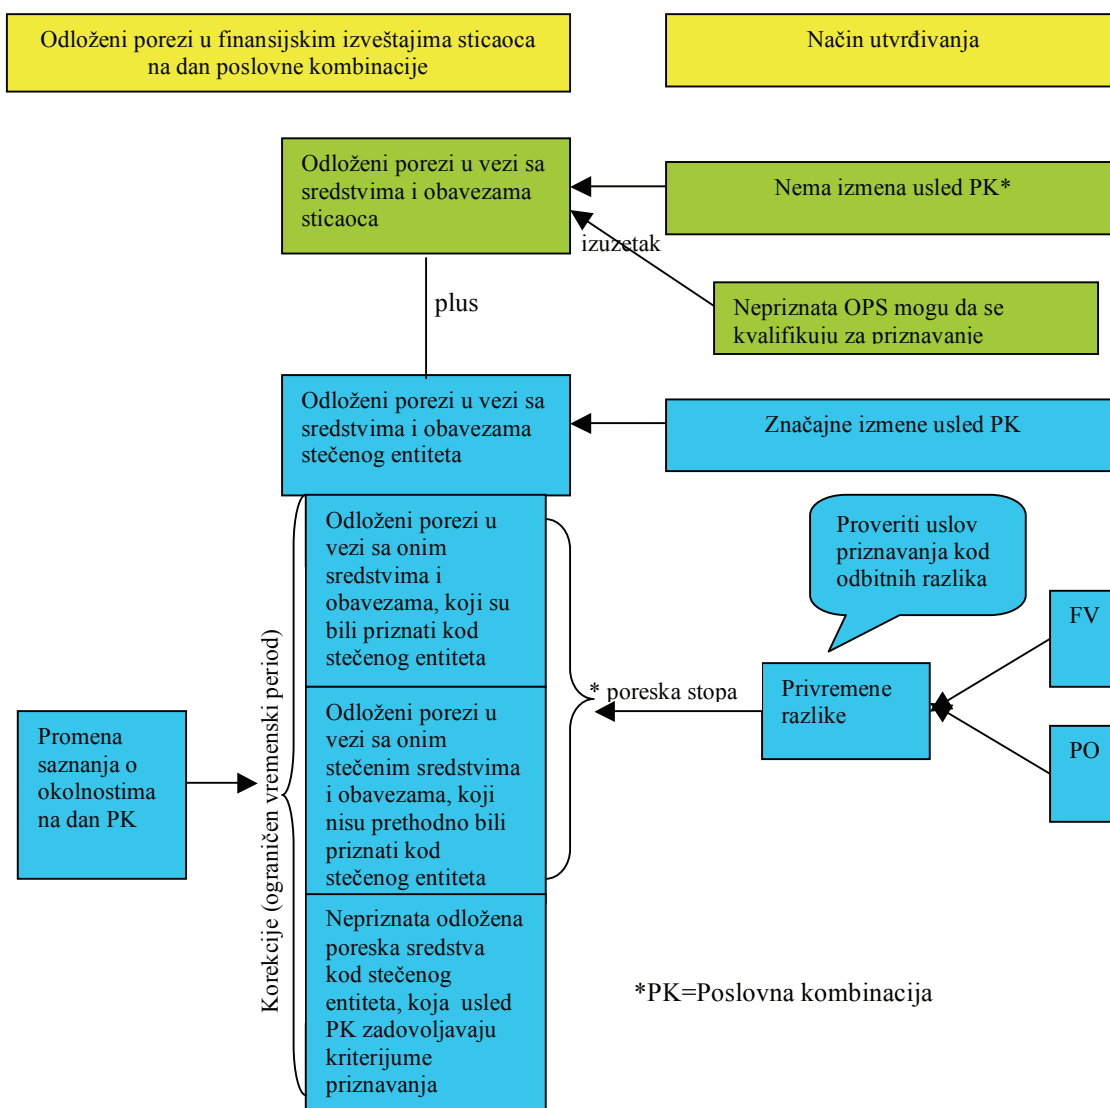 Odloženi porezi u finansijskim izveštajima sticaoca
na dan poslovne kombinacije
Način utvrđivanja
Odloženi porezi u vezi sa
sredstvima i obavezama
sticaoca
Nema izmena usled PK*
izuzetak
Nepriznata OPS mogu da se
kvalifikuju za priznavanje
plus
Odloženi porezi u vezi sa
sredstvima i obavezama
stečenog entiteta
Značajne izmene usled PK
Odloženi porezi u
vezi sa onim
sredstvima i
obavezama, koji su
bili priznati kod
stečenog entiteta
Proveriti uslov
priznavanja kod
odbitnih razlika
FV
* poreska stopa
Privremene
razlike
PO
Promena
saznanja o
okolnostima
na dan PK
Korekcije (ograničen vremenski period)
Odloženi porezi u
vezi sa onim
stečenim sredstvima
i obavezama, koji
nisu prethodno bili
priznati kod
stečenog entiteta
Nepriznata odložena
poreska sredstva
kod stečenog
entiteta, koja  usled
PK zadovoljavaju
kriterijume
priznavanja
*PK=Poslovna kombinacija